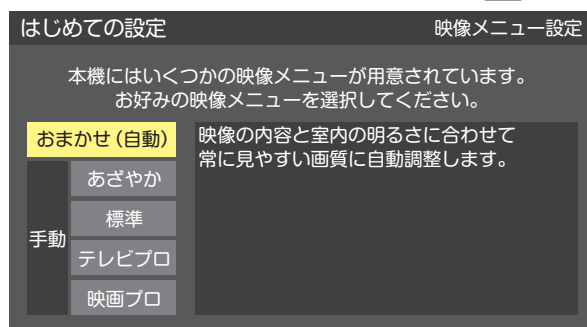 はじめての設定
映像メニュー設定
本機にはいくつかの映像メニューが用意されています。
お好みの映像メニューを選択してください。
おまかせ(自動)
映像の内容と室内の明るさに合わせて
常に見やすい画質に自動調整します。
手動
あざやか
標準
テレビプロ
映画プロ